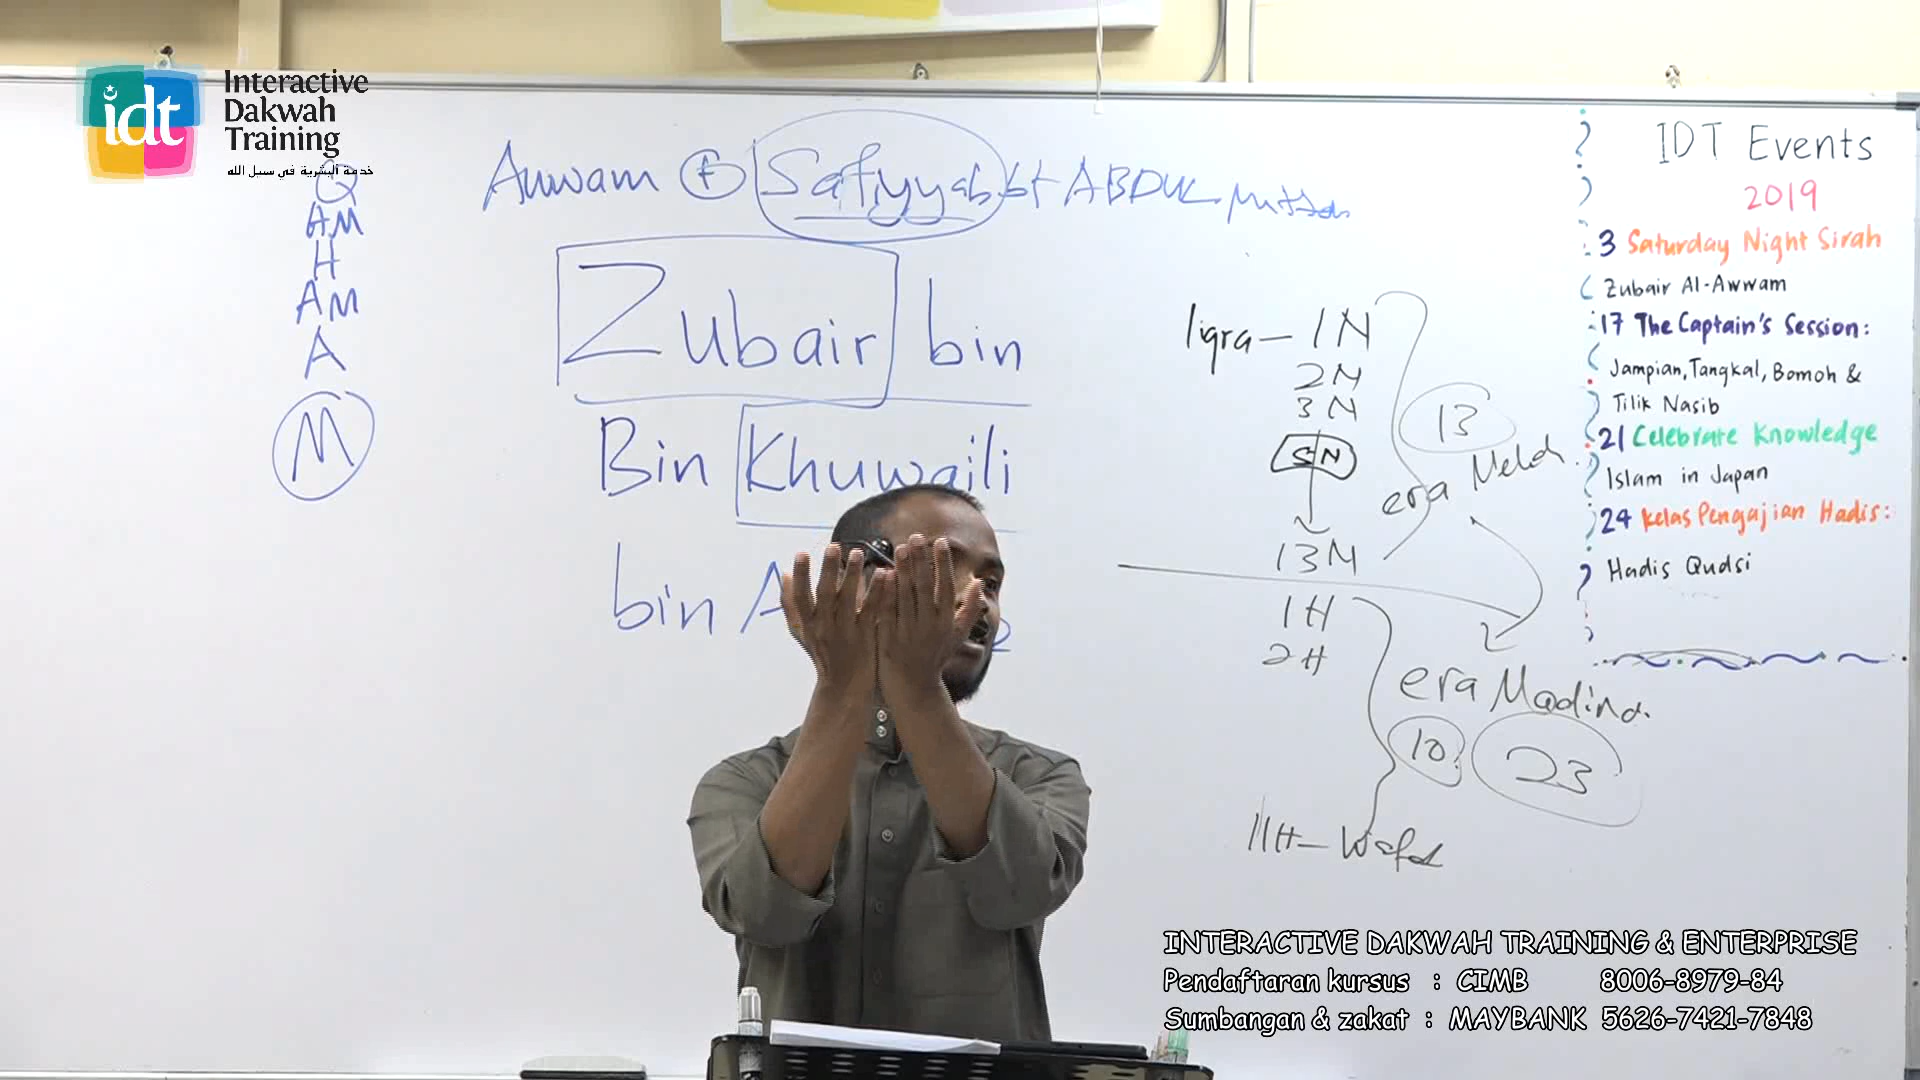 idt
Interactive
Dakwah
Training
خدمة البشرية في سبيل الله
Q
AM
H
AM
A
M
Awwam + Safiyyah bt ABDUL
Zubair bin
Bin Khuwaili
bin A
Iqra - 1N
2N
3N
5N
13N
13
era Mekah
1H
2H
era Madinah
10
23
11H - Wafat
IDT Events
2019
3 Saturday Night Sirah
Zubair Al-Awwam
17 The Captain's Session:
Jampian, Tangkal, Bomoh &
Tilik Nasib
21 Celebrate Knowledge
Islam in Japan
24 Kelas Pengajian Hadis:
Hadis Qudsi
INTERACTIVE DAKWAH TRAINING & ENTERPRISE
Pendaftaran kursus : CIMB 8006-8979-84
Sumbangan & zakat : MAYBANK 5626-7421-7848